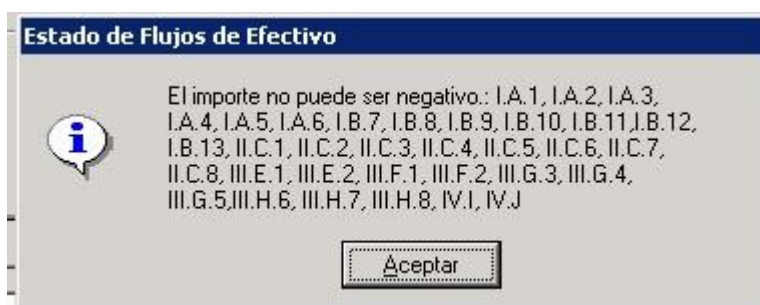 Estado de Flujos de Efectivo
El importe no puede ser negativo.: I.A.1, I.A.2, I.A.3,
I.A.4, I.A.5, I.A.6, I.B.7, I.B.8, I.B.9, I.B.10, I.B.11,I.B.12,
I.B.13, II.C.1, II.C.2, II.C.3, II.C.4, II.C.5, II.C.6, II.C.7,
II.C.8, III.E.1, III.E.2, III.F.1, III.F.2, III.G.3, III.G.4,
III.G.5,III.H.6, III.H.7, III.H.8, IV.I, IV.J
Aceptar